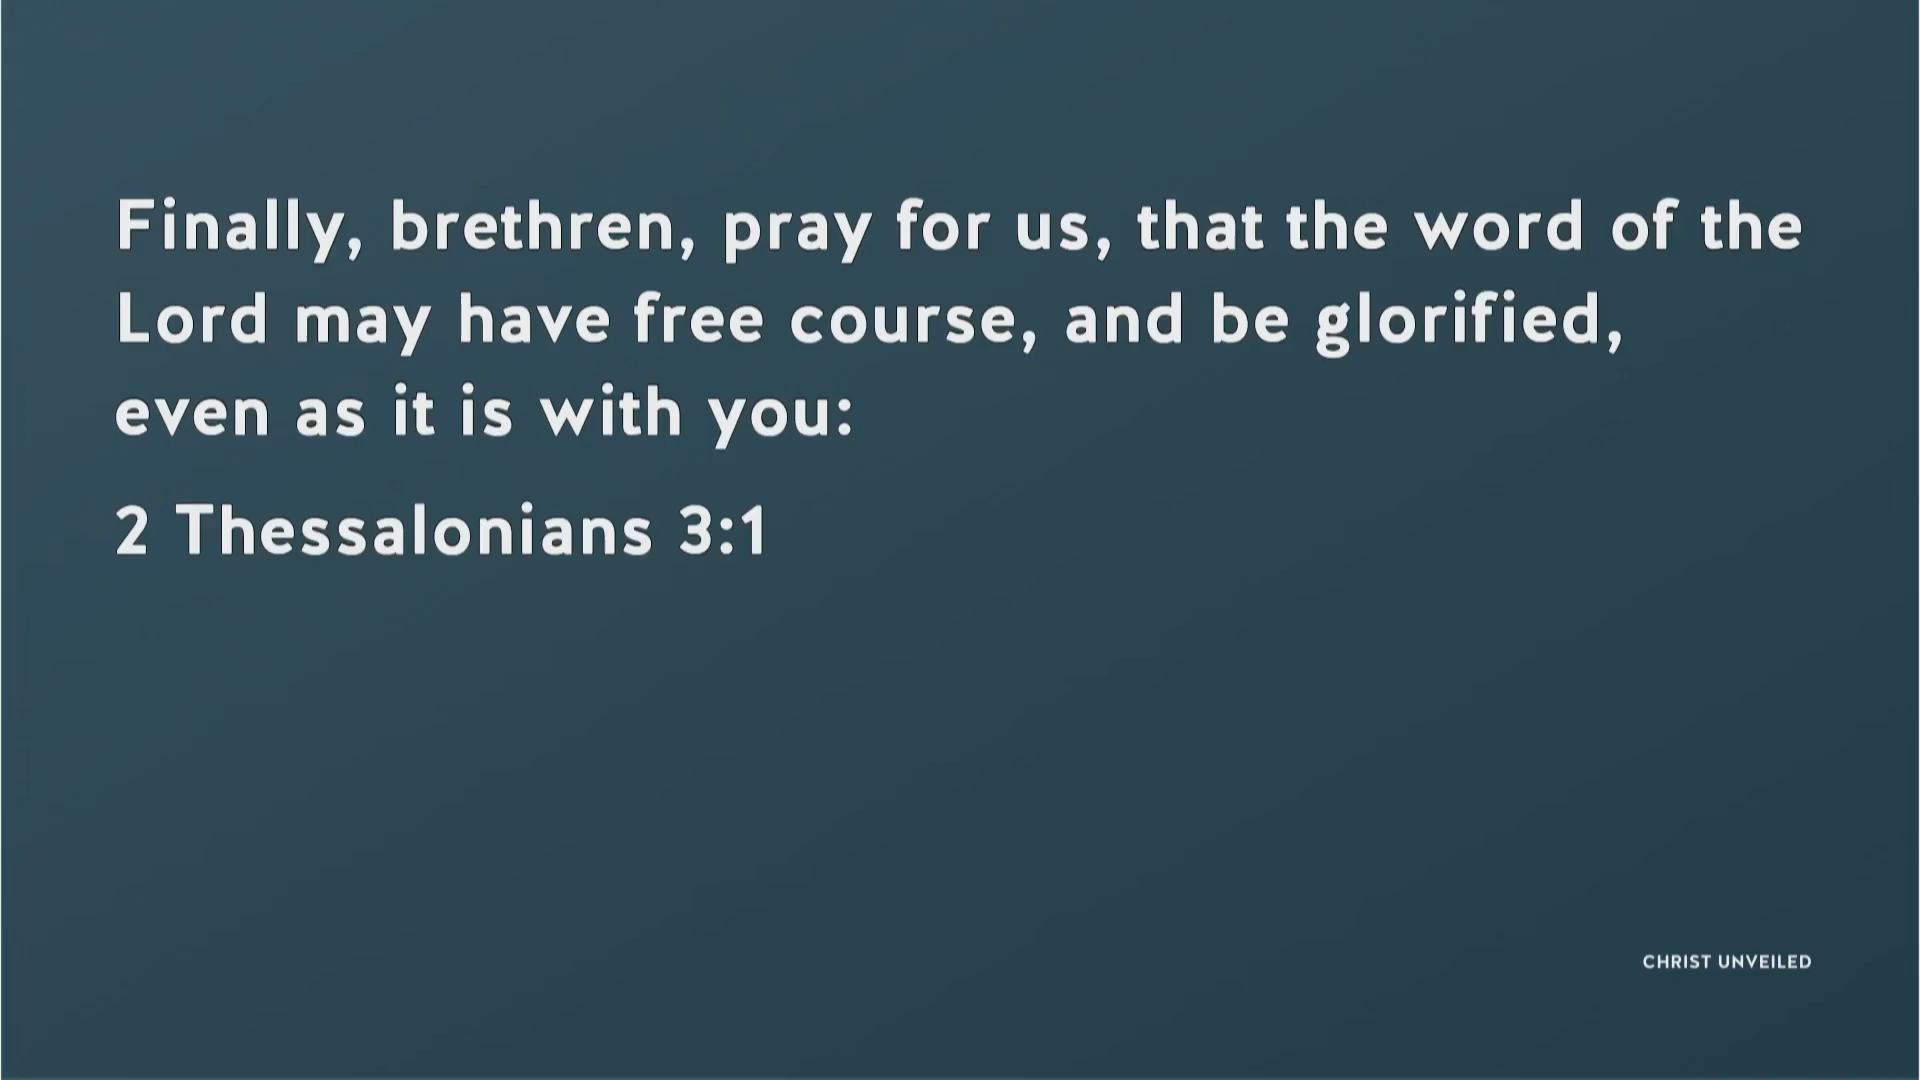 Finally, brethren, pray for us, that the word of the
Lord may have free course, and be glorified,
even as it is with you:
2 Thessalonians 3:1
CHRIST UNVEILED